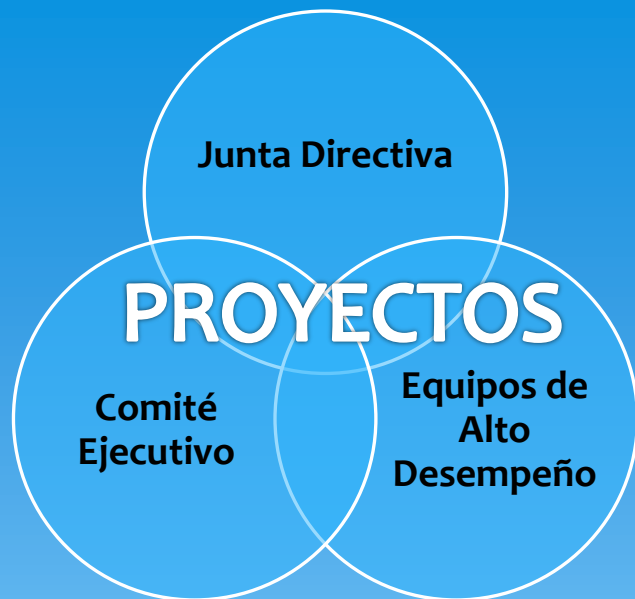 Junta Directiva
PROYECTOS
Comité
Ejecutivo
Equipos de
Alto
Desempeño